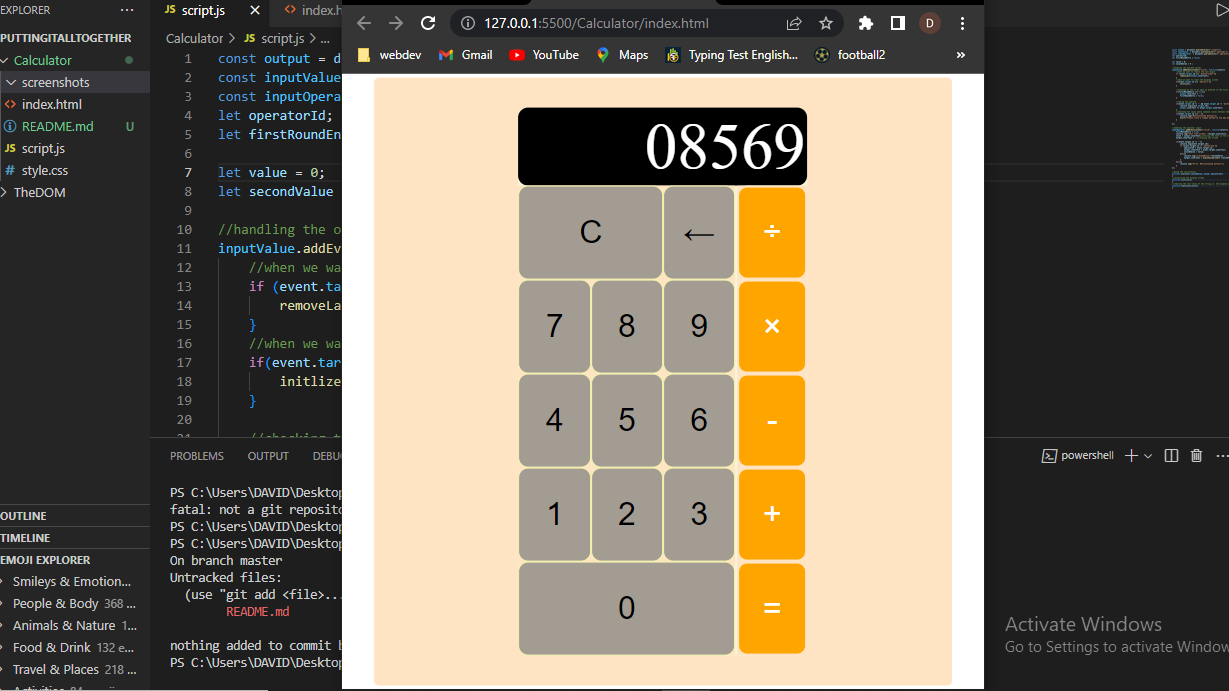 EXPLORER
PUTTINGITALLTOGETHER
Calculator
screenshots
index.html
README.md U
script.js
style.css
TheDOM
OUTLINE
TIMELINE
EMOJI EXPLORER
Smileys & Emotion...
People & Body 368 ...
Animals & Nature 1...
Food & Drink 132 e...
Travel & Places 218 ...
JS script.js
<> index.h
Calculator > JS script.js > ...
1 const output = d
2 const inputValue
3 const inputOpera
4 let operatorId;
5 let firstRoundEn
6
7 let value = 0;
8 let secondValue
9
10 //handling the o
11 inputValue.addEv
12 //when we wa
13 if (event.ta
14 removeLa
15 }
16 //when we wa
17 if(event.tar
18 initlize
19 }
20
PROBLEMS OUTPUT DEBU
PS C:\Users\DAVID\Desktop
fatal: not a git reposito
PS C:\Users\DAVID\Desktop
PS C:\Users\DAVID\Desktop
On branch master
Untracked files:
(use "git add <file>...
README.md
nothing added to commit b
PS C:\Users\DAVID\Desktop
127.0.0.1:5500/Calculator/index.html
D
webdev Gmail YouTube Maps Typing Test English... football2 »
08569
C ← ÷
7 8 9 ×
4 5 6 -
1 2 3 +
0 =
powershell
Activate Windows
Go to Settings to activate Window